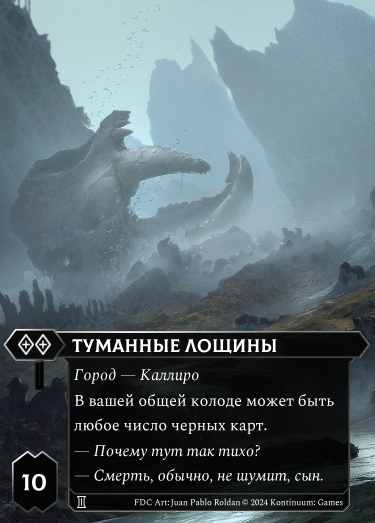 ТУМАННЫЕ ЛОЩИНЫ
Город — Каллиро
В вашей общей колоде может быть
любое число черных карт.
— Почему тут так тихо?
— Смерть, обычно, не шумит, сын.
10
FDC Art: Juan Pablo Roldan © 2024 Kontinuum: Games